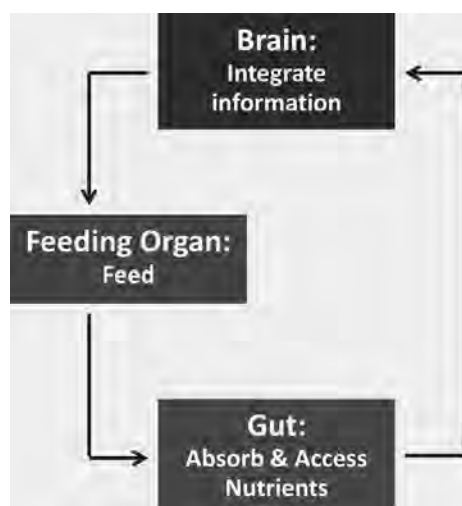 Brain:
Integrate
information
Feeding Organ:
Feed
Gut:
Absorb & Access
Nutrients